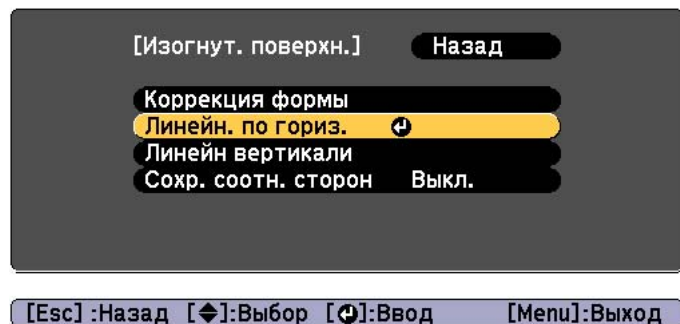 [Изогнут. поверхн.] Назад
Коррекция формы
Линейн. по гориз.
Линейн вертикали
Сохр. соотн. сторон Выкл.
[Esc] :Назад [◆]:Выбор [⏎]:Ввод [Menu]:Выход